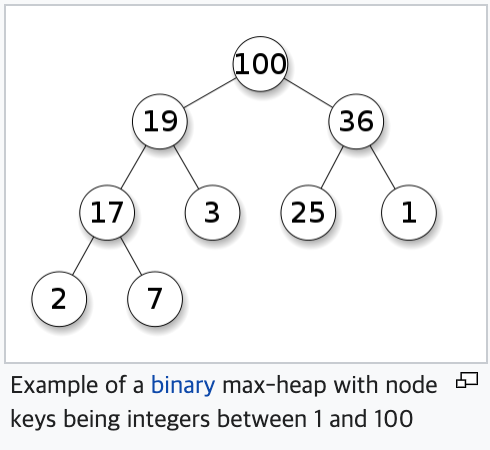 100
19 36
17 3 25 1
2 7
Example of a binary max-heap with node
keys being integers between 1 and 100